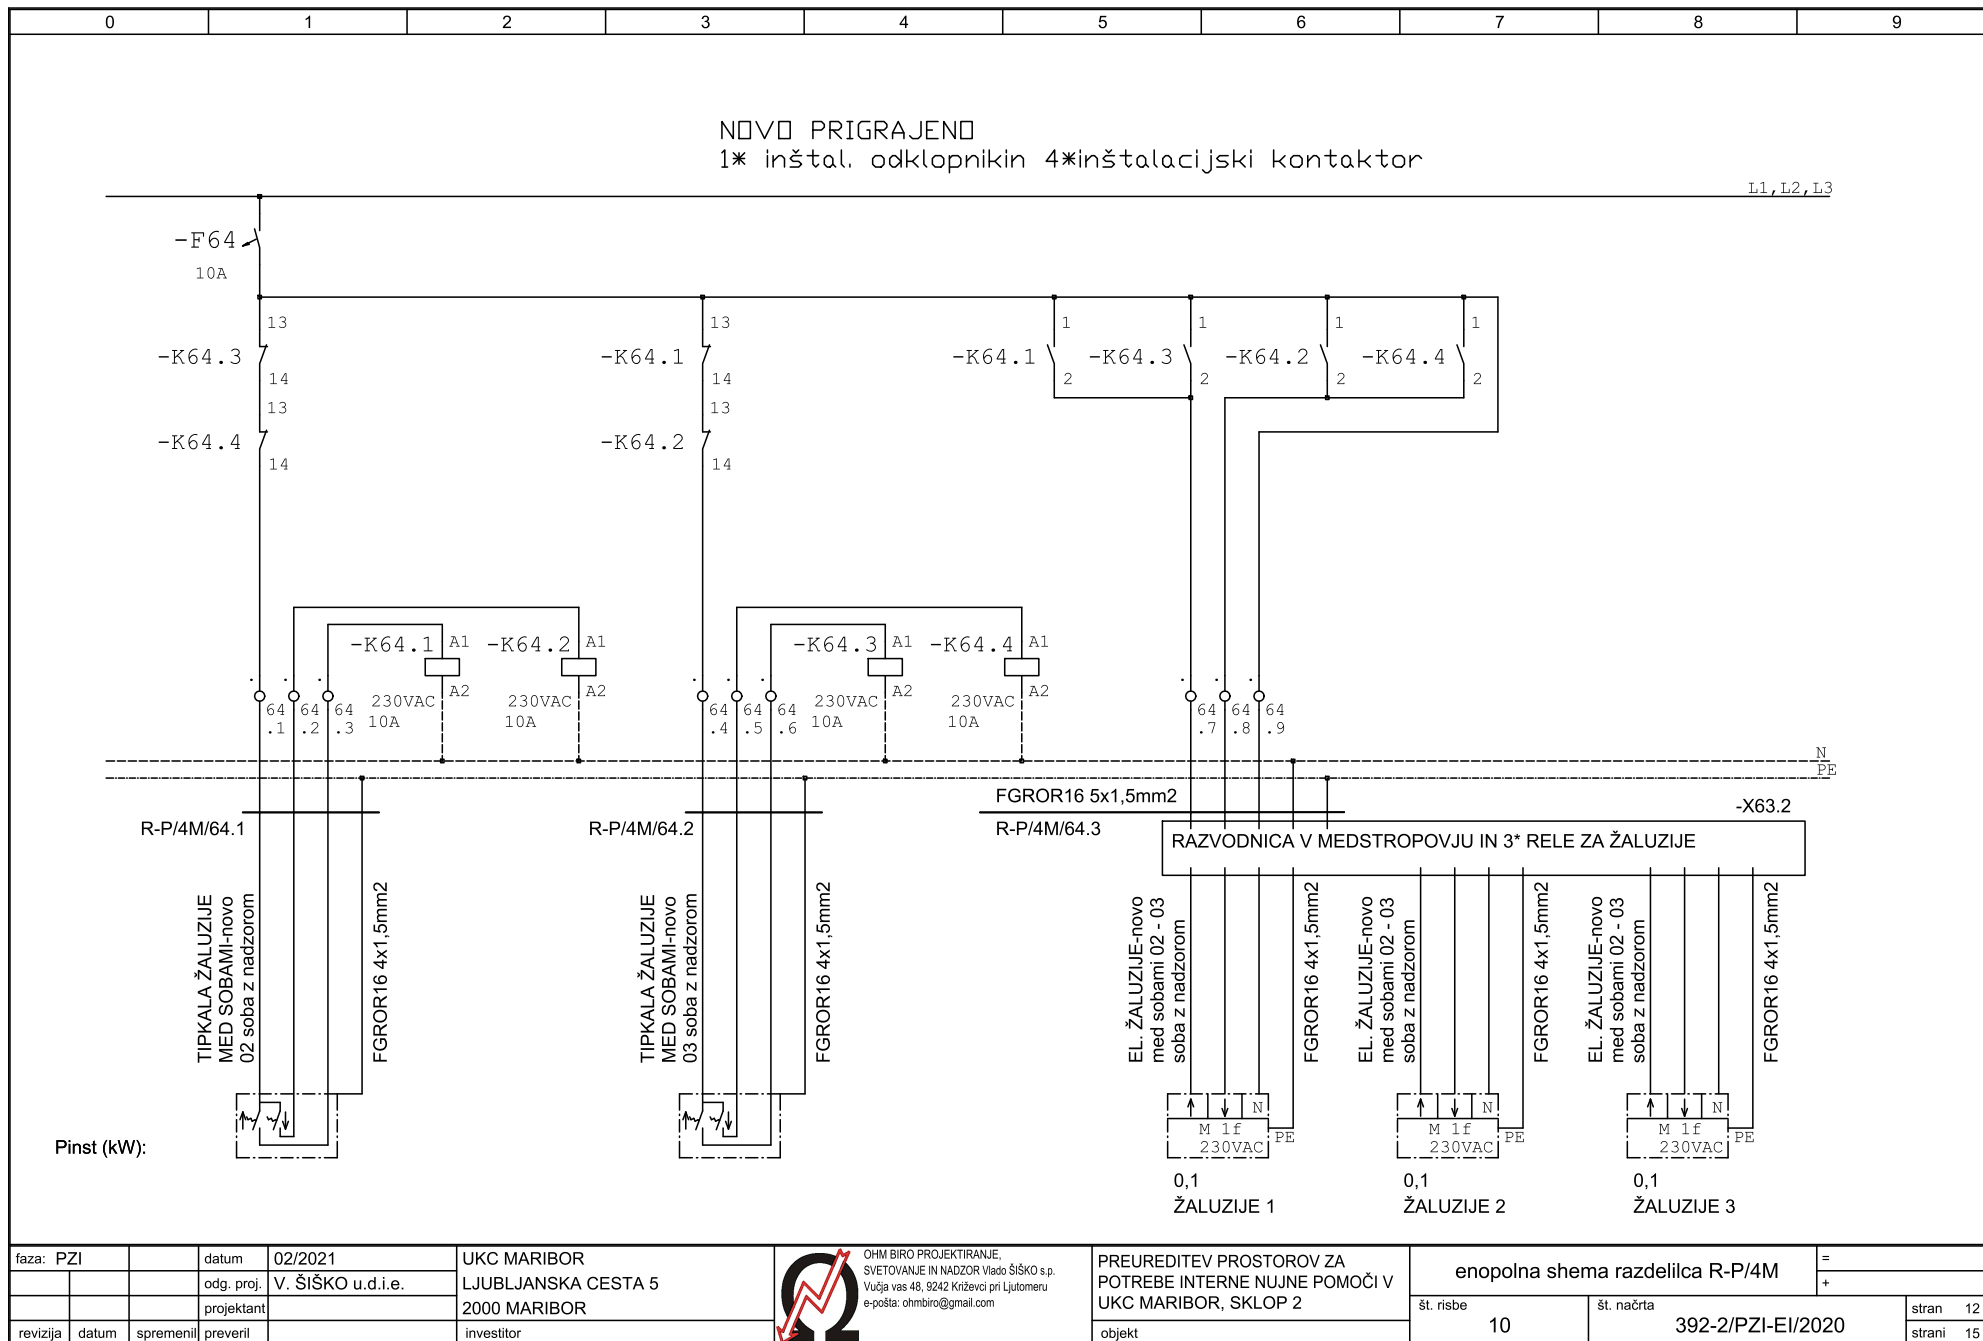 0 1 2 3 4 5 6 7 8 9
NOVO PRIGRAJENO
1* inštal. odklopnikin 4*inštalacijski kontaktor
L1,L2,L3
-F64
10A
13 13 1 1 1 1
-K64.3 -K64.1 -K64.1 -K64.3 -K64.2 -K64.4
14 14 2 2 2 2
13 13
-K64.4 -K64.2
14 14
-K64.1 A1 -K64.2 A1 -K64.3 A1 -K64.4 A1
A2 A2 A2 A2
230VAC 230VAC 230VAC 230VAC
10A 10A 10A 10A
64 64 64 64 64 64 64 64 64
.1 .2 .3 .4 .5 .6 .7 .8 .9
N
PE
FGROR16 5x1,5mm2
-X63.2
R-P/4M/64.1 R-P/4M/64.2 R-P/4M/64.3
RAZVODNICA V MEDSTROPOVJU IN 3* RELE ZA ŽALUZIJE
TIPKALA ŽALUZIJE
MED SOBAMI-novo
02 soba z nadzorom
FGROR16 4x1,5mm2
TIPKALA ŽALUZIJE
MED SOBAMI-novo
03 soba z nadzorom
FGROR16 4x1,5mm2
EL. ŽALUZIJE-novo
med sobami 02 - 03
soba z nadzorom
FGROR16 4x1,5mm2
EL. ŽALUZIJE-novo
med sobami 02 - 03
soba z nadzorom
FGROR16 4x1,5mm2
EL. ŽALUZIJE-novo
med sobami 02 - 03
soba z nadzorom
FGROR16 4x1,5mm2
N N N
M 1f M 1f M 1f
230VAC PE 230VAC PE 230VAC PE
Pinst (kW):
0,1 0,1 0,1
ŽALUZIJE 1 ŽALUZIJE 2 ŽALUZIJE 3
faza: PZI
datum 02/2021
odg. proj. V. ŠIŠKO u.d.i.e.
projektant
revizija datum spremenil preveril
UKC MARIBOR
LJUBLJANSKA CESTA 5
2000 MARIBOR
investitor
OHM BIRO PROJEKTIRANJE,
SVETOVANJE IN NADZOR Vlado ŠIŠKO s.p.
Vučja vas 48, 9242 Križevci pri Ljutomeru
e-pošta: ohmbiro@gmail.com
PREUREDITEV PROSTOROV ZA
POTREBE INTERNE NUJNE POMOČI V
UKC MARIBOR, SKLOP 2
objekt
enopolna shema razdelilca R-P/4M
=
+
št. risbe
10
št. načrta
392-2/PZI-EI/2020
stran 12
strani 15